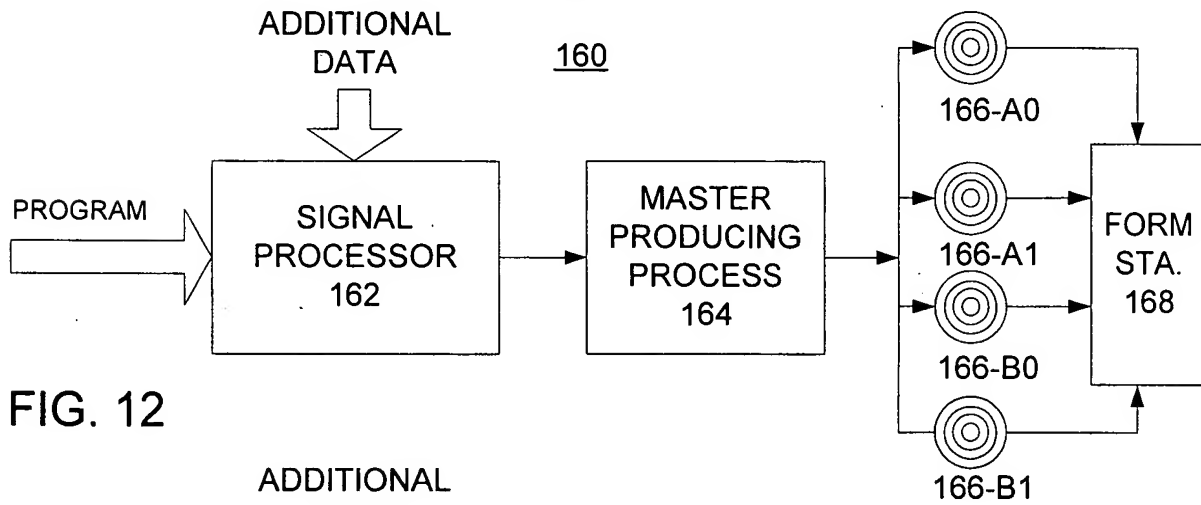 ADDITIONAL
DATA
160
PROGRAM
SIGNAL
PROCESSOR
162
MASTER
PRODUCING
PROCESS
164
166-A0
166-A1
166-B0
166-B1
FORM
STA.
168
FIG. 12
ADDITIONAL